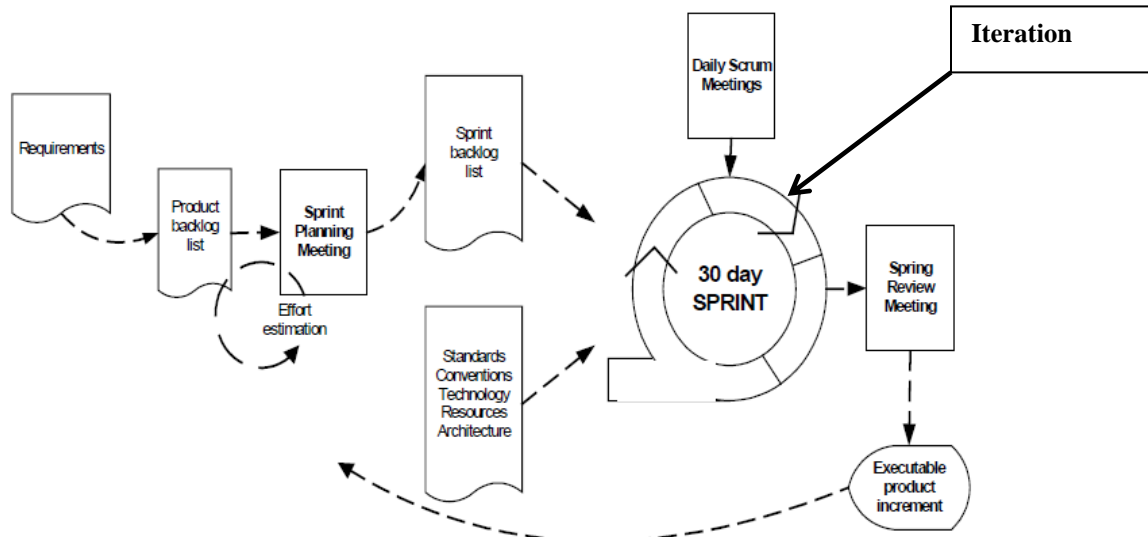 Iteration
Daily Scrum
Meetings
Requirements
Sprint
backlog
list
Product
backlog
list
Sprint
Planning
Meeting
Effort
estimation
30 day
SPRINT
Spring
Review
Meeting
Standards
Conventions
Technology
Resources
Architecture
Executable
product
increment